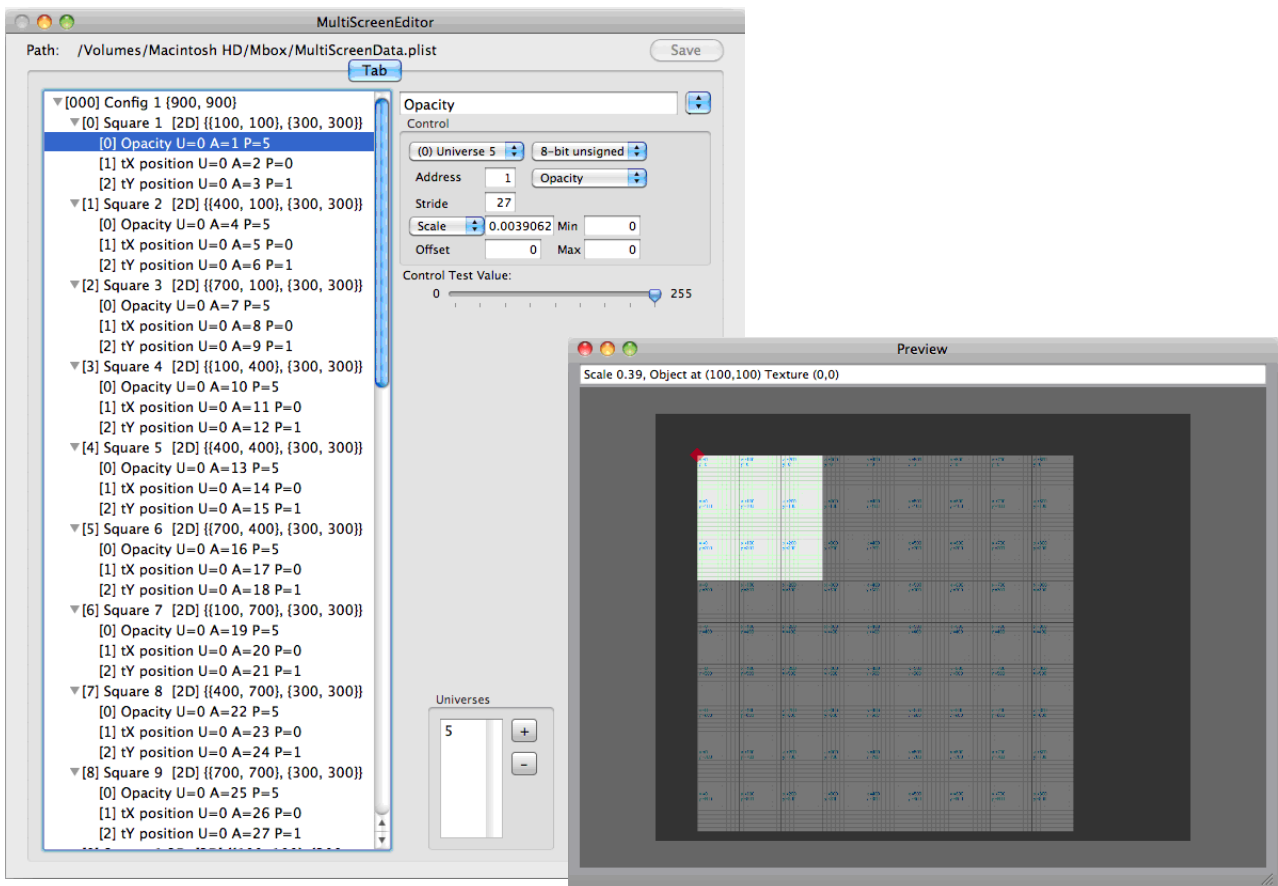 MultiScreenEditor
Path: /Volumes/Macintosh HD/Mbox/MultiScreenData.plist
Save
Tab
[000] Config 1 {900, 900}
[0] Square 1 [2D] {{100, 100}, {300, 300}}
[0] Opacity U=0 A=1 P=5
[1] tX position U=0 A=2 P=0
[2] tY position U=0 A=3 P=1
[1] Square 2 [2D] {{400, 100}, {300, 300}}
[0] Opacity U=0 A=4 P=5
[1] tX position U=0 A=5 P=0
[2] tY position U=0 A=6 P=1
[2] Square 3 [2D] {{700, 100}, {300, 300}}
[0] Opacity U=0 A=7 P=5
[1] tX position U=0 A=8 P=0
[2] tY position U=0 A=9 P=1
[3] Square 4 [2D] {{100, 400}, {300, 300}}
[0] Opacity U=0 A=10 P=5
[1] tX position U=0 A=11 P=0
[2] tY position U=0 A=12 P=1
[4] Square 5 [2D] {{400, 400}, {300, 300}}
[0] Opacity U=0 A=13 P=5
[1] tX position U=0 A=14 P=0
[2] tY position U=0 A=15 P=1
[5] Square 6 [2D] {{700, 400}, {300, 300}}
[0] Opacity U=0 A=16 P=5
[1] tX position U=0 A=17 P=0
[2] tY position U=0 A=18 P=1
[6] Square 7 [2D] {{100, 700}, {300, 300}}
[0] Opacity U=0 A=19 P=5
[1] tX position U=0 A=20 P=0
[2] tY position U=0 A=21 P=1
[7] Square 8 [2D] {{400, 700}, {300, 300}}
[0] Opacity U=0 A=22 P=5
[1] tX position U=0 A=23 P=0
[2] tY position U=0 A=24 P=1
[8] Square 9 [2D] {{700, 700}, {300, 300}}
[0] Opacity U=0 A=25 P=5
[1] tX position U=0 A=26 P=0
[2] tY position U=0 A=27 P=1
Opacity
Control
(0) Universe 5 8-bit unsigned
Address 1 Opacity
Stride 27
Scale 0.0039062 Min 0
Offset 0 Max 0
Control Test Value:
0 255
Universes
5
+
-
Preview
Scale 0.39, Object at (100,100) Texture (0,0)